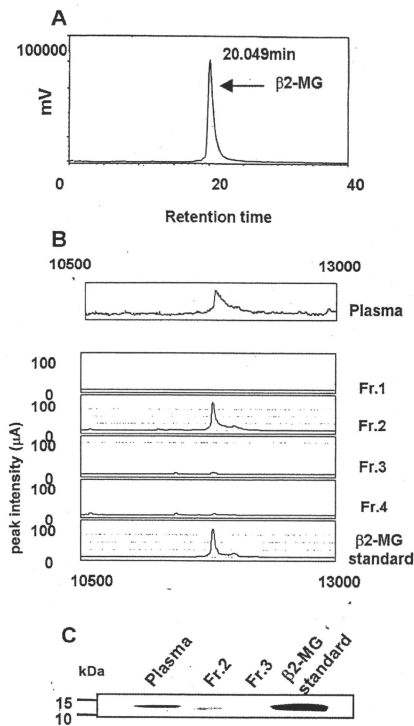 A
100000
20.049min
β2-MG
mV
0
20
40
Retention time
B
10500
13000
Plasma
100
0
Fr.1
100
0
Fr.2
100
0
Fr.3
100
0
Fr.4
100
0
β2-MG
standard
peak intensity (μA)
10500
13000
C
kDa
Plasma
Fr.2
Fr.3
β2-MG
standard
15
10